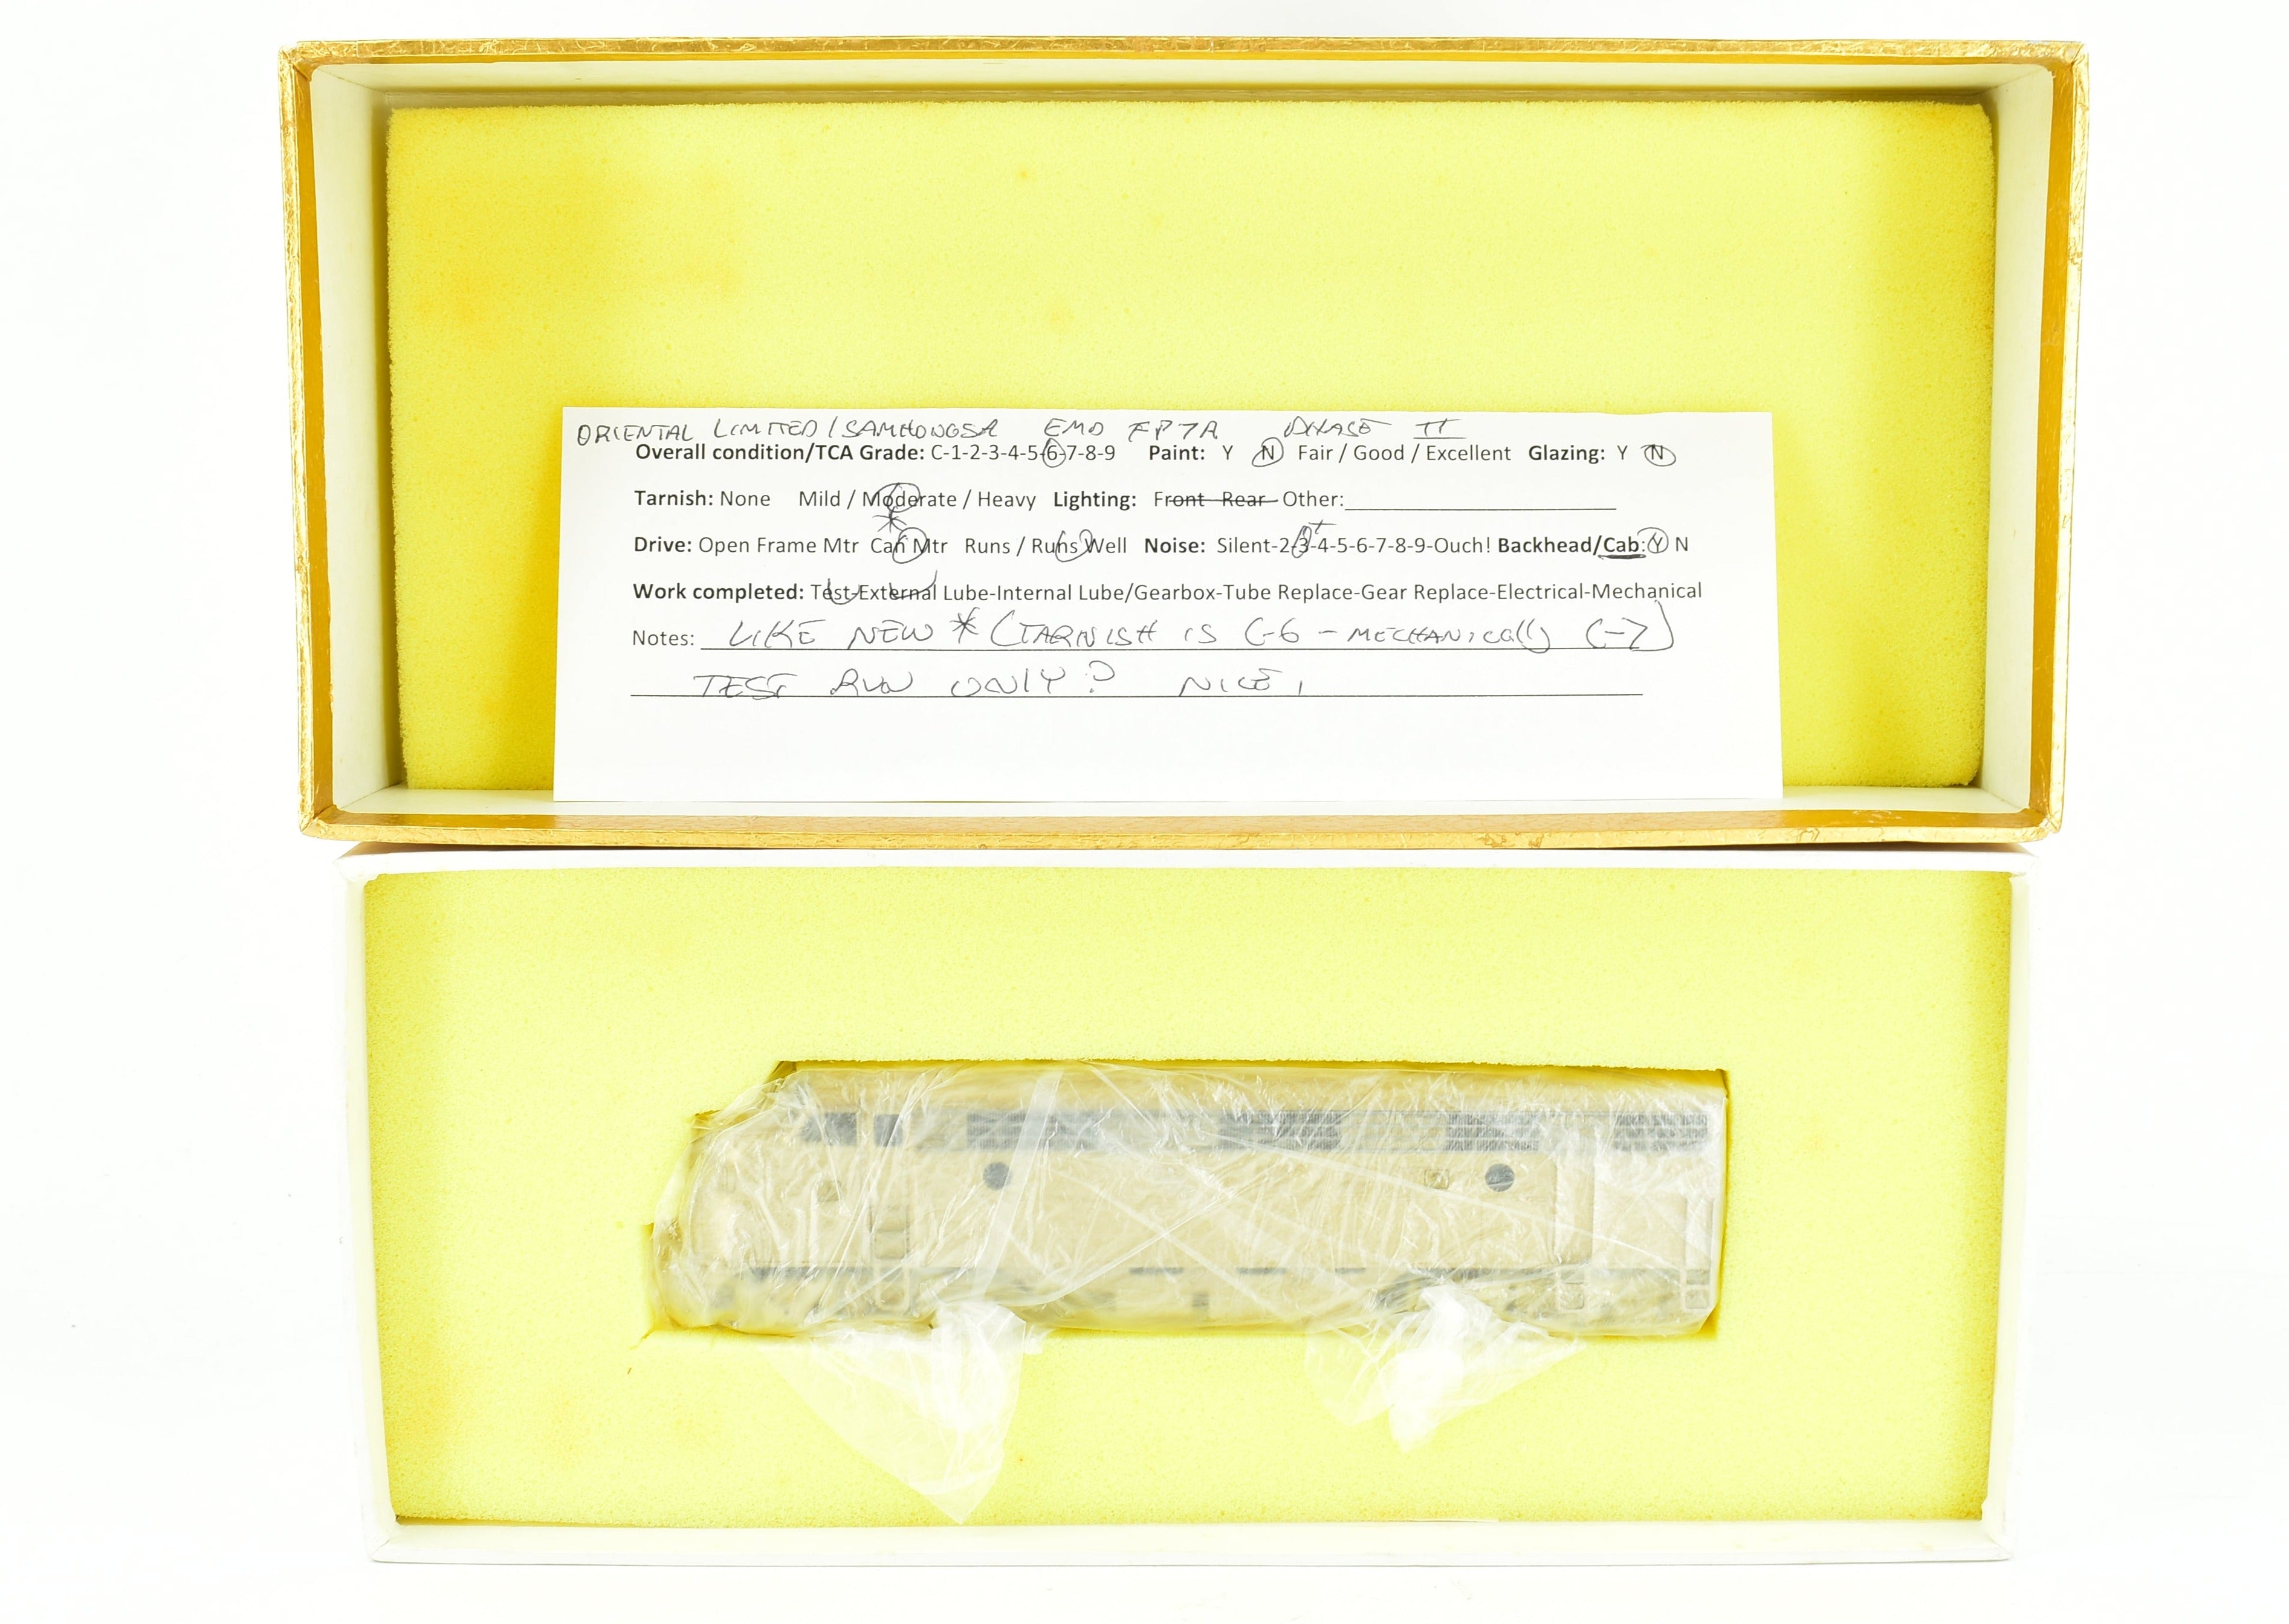 ORIENTAL LIMITED / SAMHONGSA EMD FP7A PHASE II
Overall condition/TCA Grade: C-1-2-3-4-5-6-7-8-9 Paint: Y N Fair / Good / Excellent Glazing: Y N
Tarnish: None Mild / Moderate / Heavy Lighting: Front Rear Other:
*
Drive: Open Frame Mtr Can Mtr Runs / Runs Well Noise: Silent-2-3+-4-5-6-7-8-9-Ouch! Backhead/Cab: Y N
Work completed: Test-External Lube-Internal Lube/Gearbox-Tube Replace-Gear Replace-Electrical-Mechanical
Notes: LIKE NEW * (TARNISH IS C-6 - MECHANICALLY C-7)
TEST RUN ONLY? NICE!